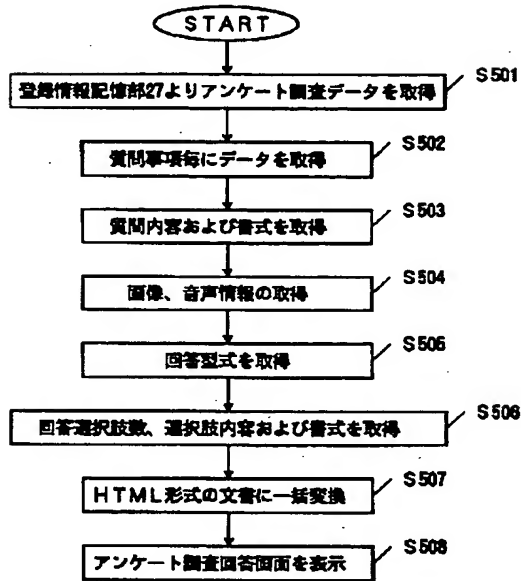 START
登録情報記憶部27よりアンケート調査データを取得
S501
質問事項毎にデータを取得
S502
質問内容および書式を取得
S503
画像、音声情報の取得
S504
回答型式を取得
S505
回答選択肢数、選択肢内容および書式を取得
S506
HTML形式の文書に一括変換
S507
アンケート調査回答画面を表示
S508